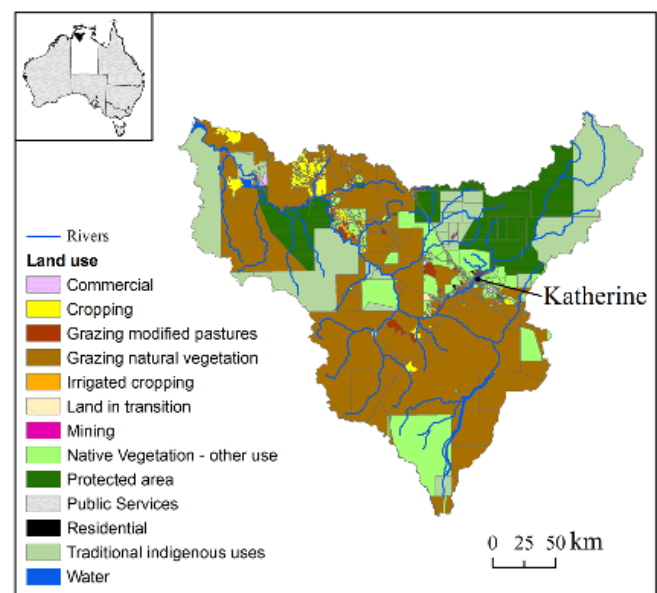 Rivers
Land use
Commercial
Cropping
Grazing modified pastures
Grazing natural vegetation
Irrigated cropping
Land in transition
Mining
Native Vegetation - other use
Protected area
Public Services
Residential
Traditional indigenous uses
Water
Katherine
0 25 50 km